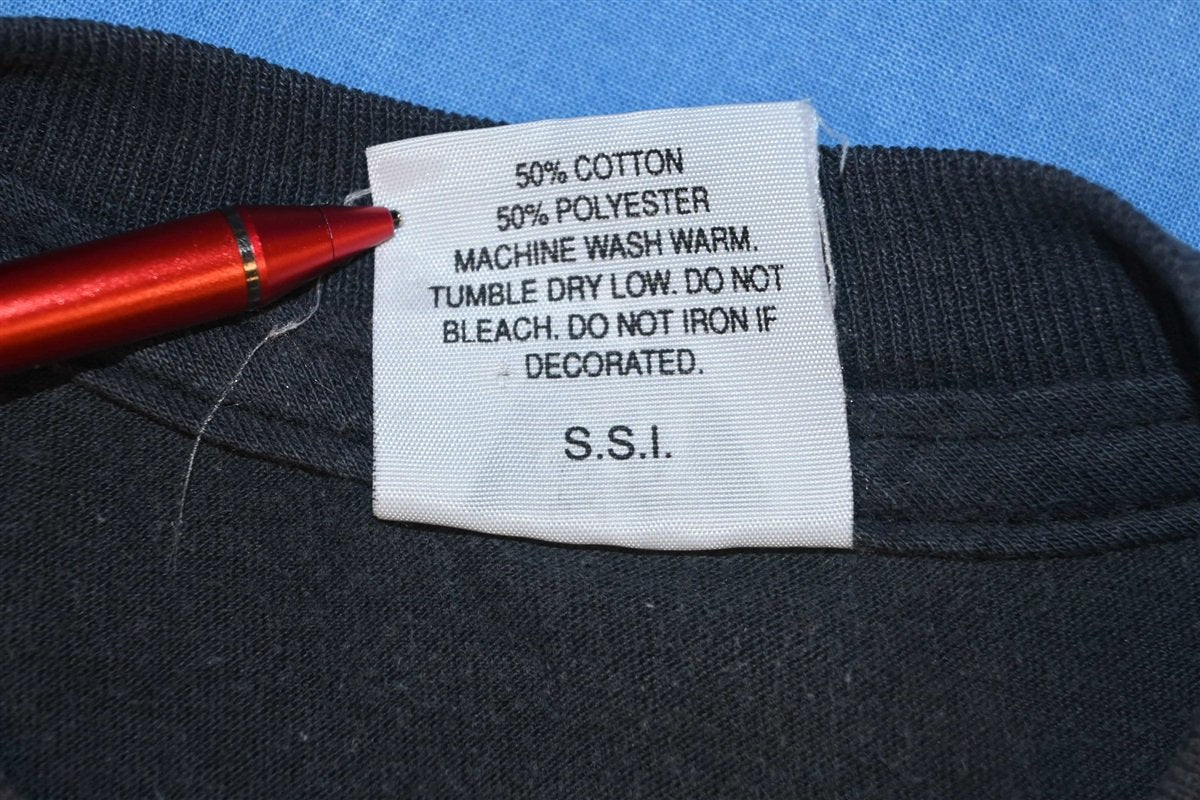 50% COTTON
50% POLYESTER
MACHINE WASH WARM.
TUMBLE DRY LOW. DO NOT
BLEACH. DO NOT IRON IF
DECORATED.
S.S.I.